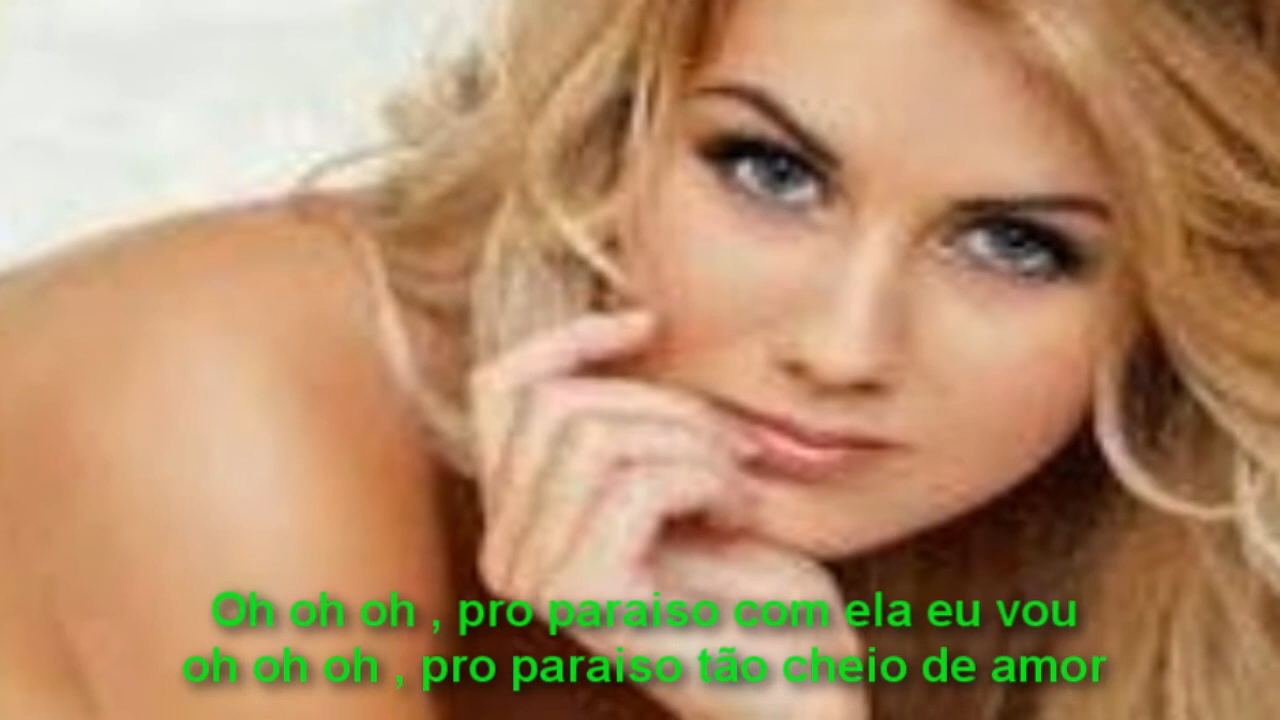 Oh oh oh , pro paraiso com ela eu vou
oh oh oh , pro paraiso tão cheio de amor